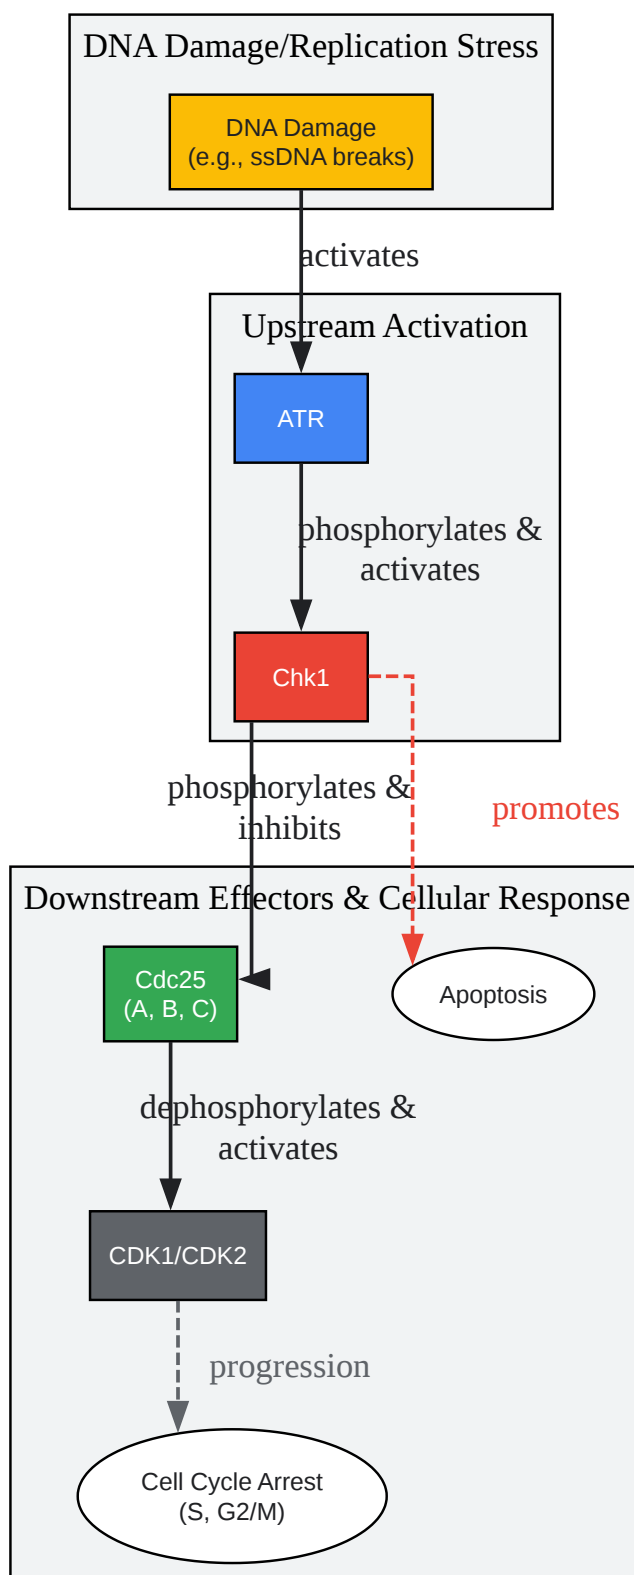 DNA Damage/Replication Stress
DNA Damage
(e.g., ssDNA breaks)
activates
Upstream Activation
ATR
phosphorylates &
activates
Chk1
phosphorylates &
inhibits
promotes
Downstream Effectors & Cellular Response
Cdc25
(A, B, C)
Apoptosis
dephosphorylates &
activates
CDK1/CDK2
progression
Cell Cycle Arrest
(S, G2/M)